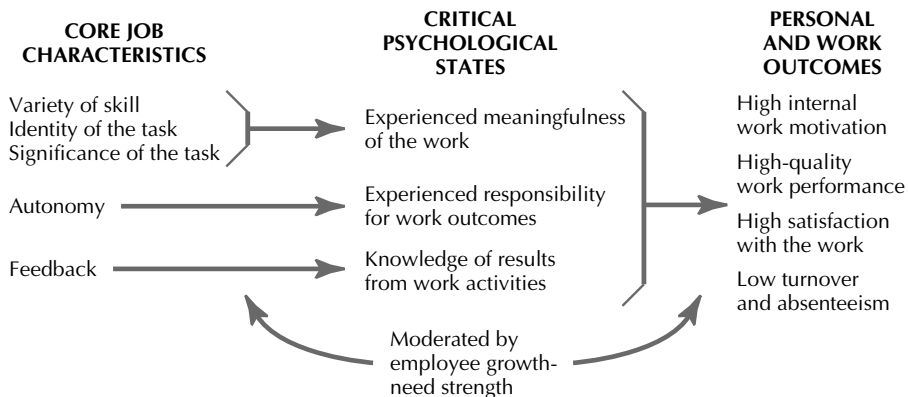 CORE JOB
CHARACTERISTICS
CRITICAL
PSYCHOLOGICAL
STATES
PERSONAL
AND WORK
OUTCOMES
Variety of skill
Identity of the task
Significance of the task
Experienced meaningfulness
of the work
Autonomy
Experienced responsibility
for work outcomes
Feedback
Knowledge of results
from work activities
High internal
work motivation
High-quality
work performance
High satisfaction
with the work
Low turnover
and absenteeism
Moderated by
employee growth-
need strength